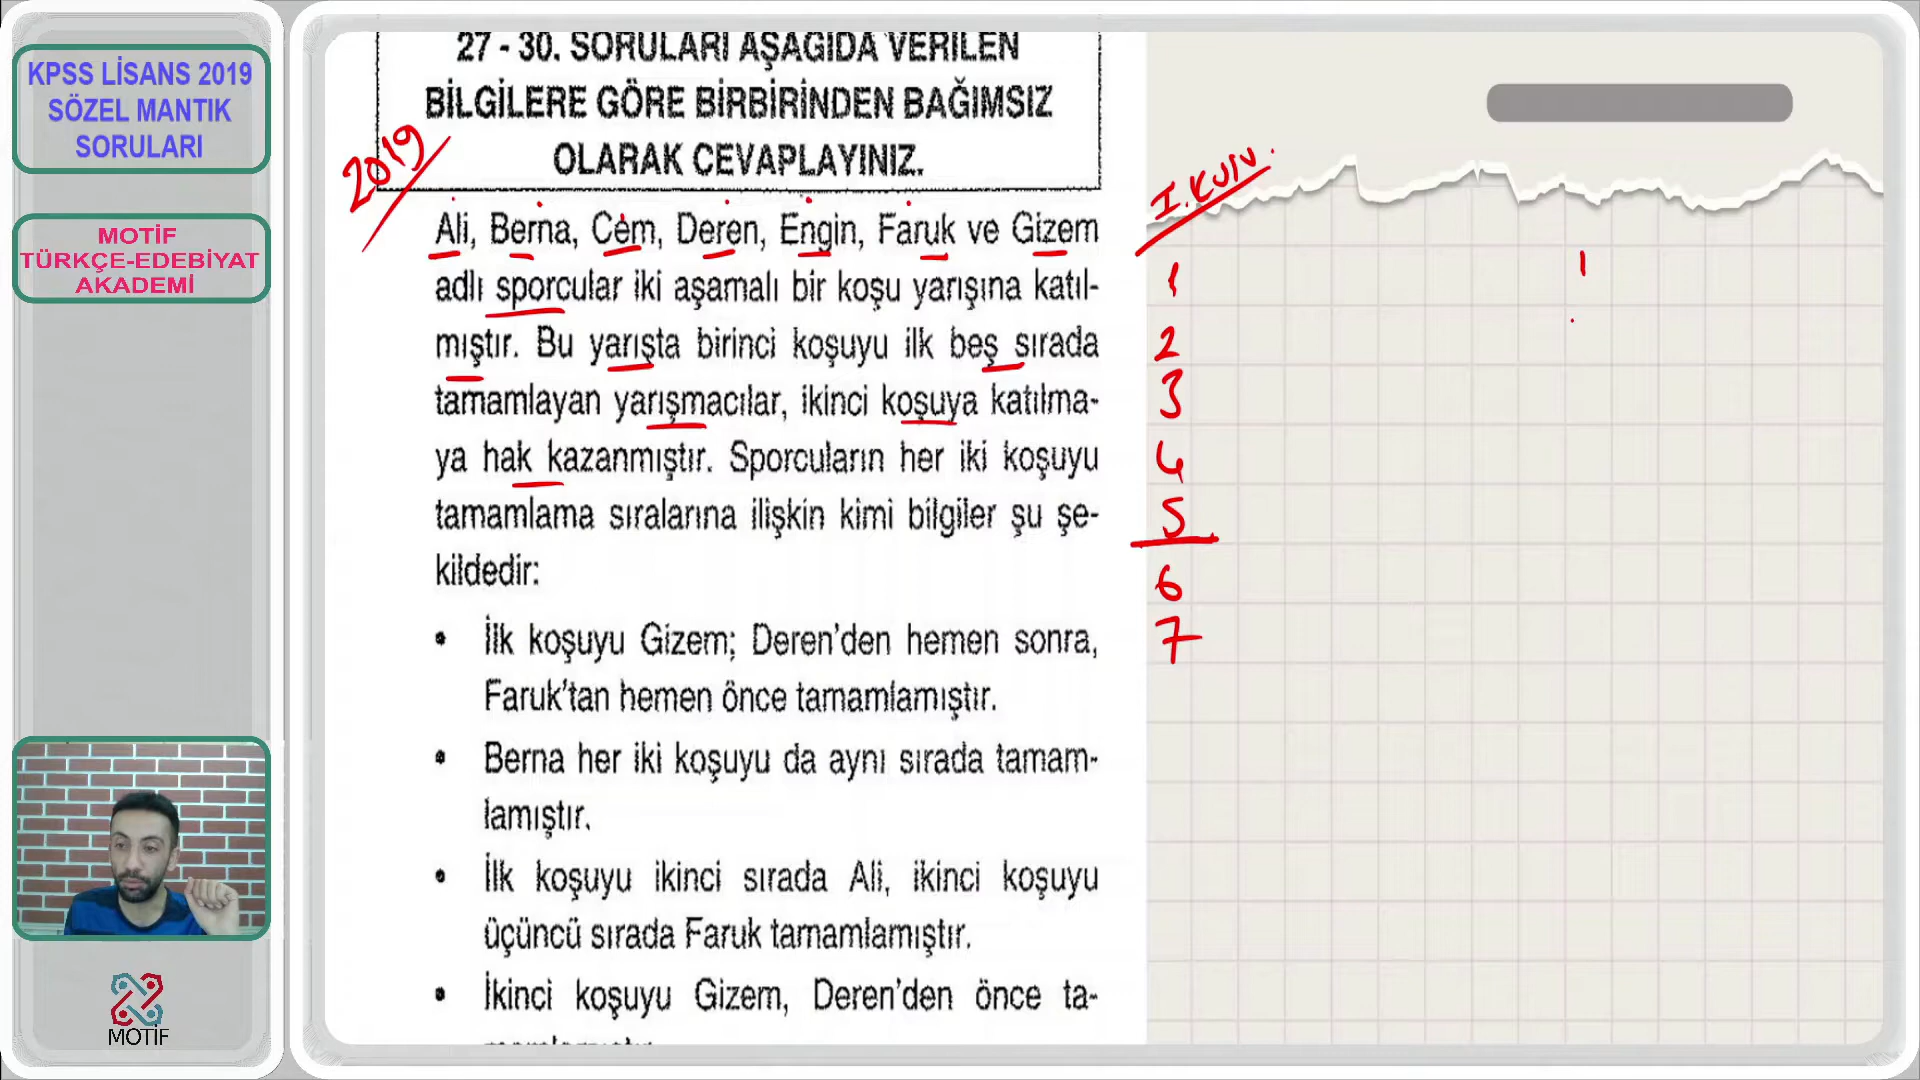 KPSS LİSANS 2019
SÖZEL MANTIK
SORULARI
MOTİF
TÜRKÇE-EDEBİYAT
AKADEMİ
MOTİF
27 - 30. SORULARI AŞAĞIDA VERİLEN
BİLGİLERE GÖRE BİRBİRİNDEN BAĞIMSIZ
OLARAK CEVAPLAYINIZ.
2019
Ali, Berna, Cem, Deren, Engin, Faruk ve Gizem
adlı sporcular iki aşamalı bir koşu yarışına katıl-
mıştır. Bu yarışta birinci koşuyu ilk beş sırada
tamamlayan yarışmacılar, ikinci koşuya katılma-
ya hak kazanmıştır. Sporcuların her iki koşuyu
tamamlama sıralarına ilişkin kimi bilgiler şu şe-
kildedir:
• İlk koşuyu Gizem; Deren’den hemen sonra,
Faruk’tan hemen önce tamamlamıştır.
• Berna her iki koşuyu da aynı sırada tamam-
lamıştır.
• İlk koşuyu ikinci sırada Ali, ikinci koşuyu
üçüncü sırada Faruk tamamlamıştır.
• İkinci koşuyu Gizem, Deren’den önce ta-
I.
1
1
2
3
4
5
6
7